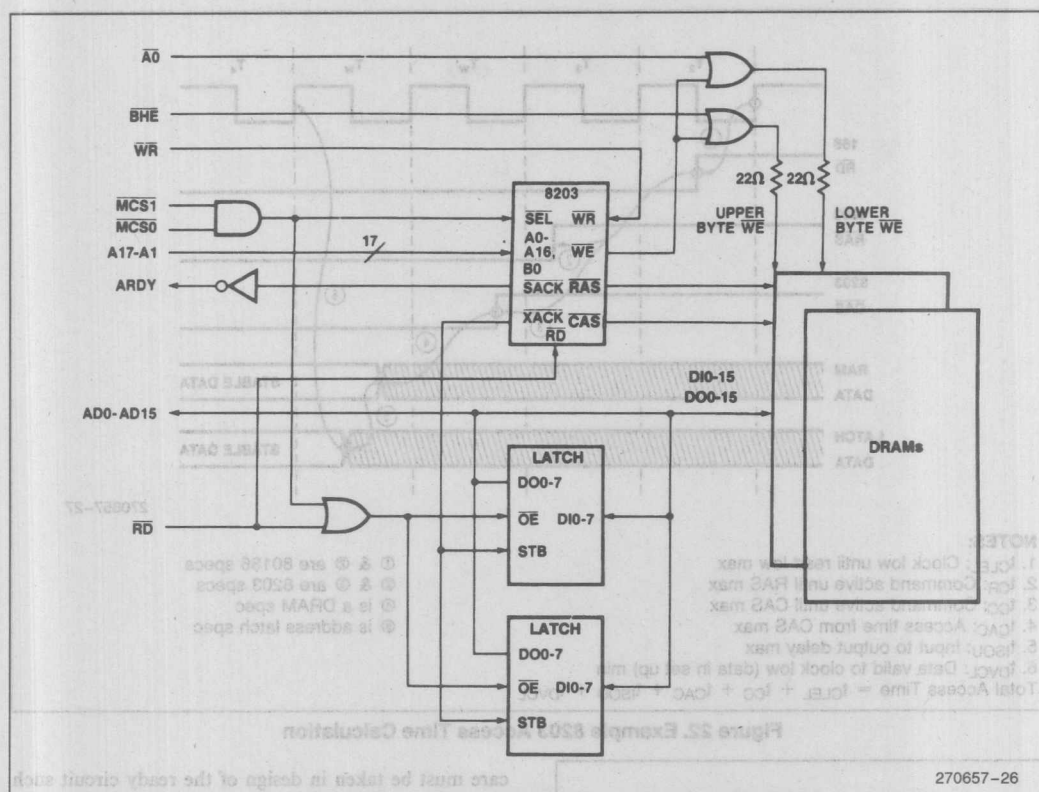 A0
BHE
WR
MCS1
MCS0
A17-A1
17
ARDY
8203
SEL WR
A0-
A16, WE
B0
SACK RAS
XACK CAS
RD
22Ω 22Ω
UPPER
BYTE WE
LOWER
BYTE WE
DI0-15
DO0-15
AD0-AD15
DRAMs
RD
LATCH
DO0-7
OE DI0-7
STB
LATCH
DO0-7
OE DI0-7
STB
270657-26